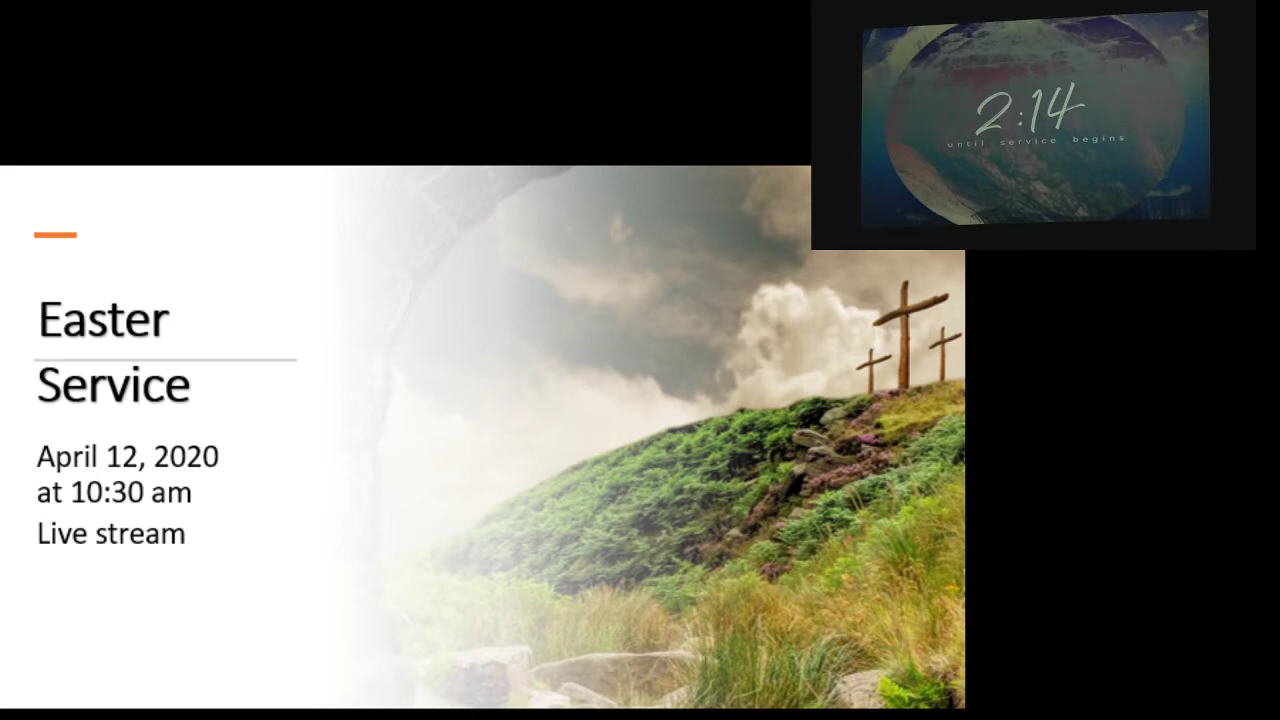 Easter
Service
April 12, 2020
at 10:30 am
Live stream
2:14
until service begins